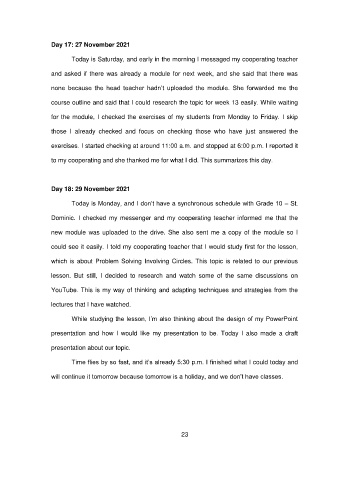 Day 17: 27 November 2021
Today is Saturday, and early in the morning I messaged my cooperating teacher
and asked if there was already a module for next week, and she said that there was
none because the head teacher hadn't uploaded the module. She forwarded me the
course outline and said that I could research the topic for week 13 easily. While waiting
for the module, I checked the exercises of my students from Monday to Friday. I skip
those I already checked and focus on checking those who have just answered the
exercises. I started checking at around 11:00 a.m. and stopped at 6:00 p.m. I reported it
to my cooperating and she thanked me for what I did. This summarizes this day.
Day 18: 29 November 2021
Today is Monday, and I don't have a synchronous schedule with Grade 10 – St.
Dominic. I checked my messenger and my cooperating teacher informed me that the
new module was uploaded to the drive. She also sent me a copy of the module so I
could see it easily. I told my cooperating teacher that I would study first for the lesson,
which is about Problem Solving Involving Circles. This topic is related to our previous
lesson. But still, I decided to research and watch some of the same discussions on
YouTube. This is my way of thinking and adapting techniques and strategies from the
lectures that I have watched.
While studying the lesson, I'm also thinking about the design of my PowerPoint
presentation and how I would like my presentation to be. Today I also made a draft
presentation about our topic.
Time flies by so fast, and it's already 5:30 p.m. I finished what I could today and
will continue it tomorrow because tomorrow is a holiday, and we don't have classes.
23